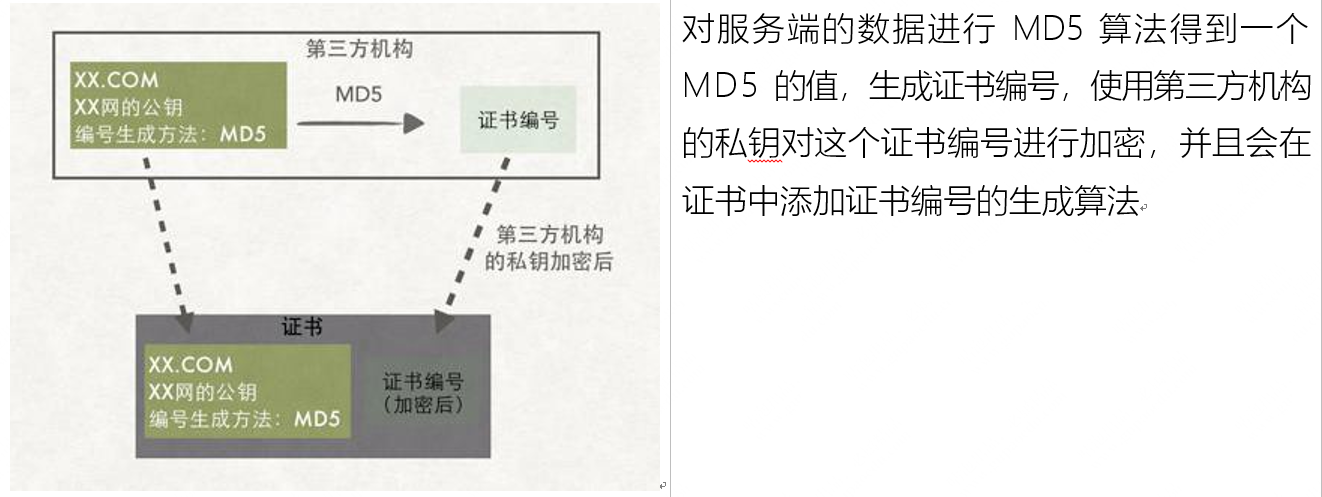 第三方机构
XX.COM
XX网的公钥
编号生成方法：MD5
MD5
证书编号
第三方机构
的私钥加密后
证书
XX.COM
XX网的公钥
编号生成方法：MD5
证书编号
（加密后）
对服务端的数据进行 MD5 算法得到一个
MD5 的值，生成证书编号，使用第三方机构
的私钥对这个证书编号进行加密，并且会在
证书中添加证书编号的生成算法